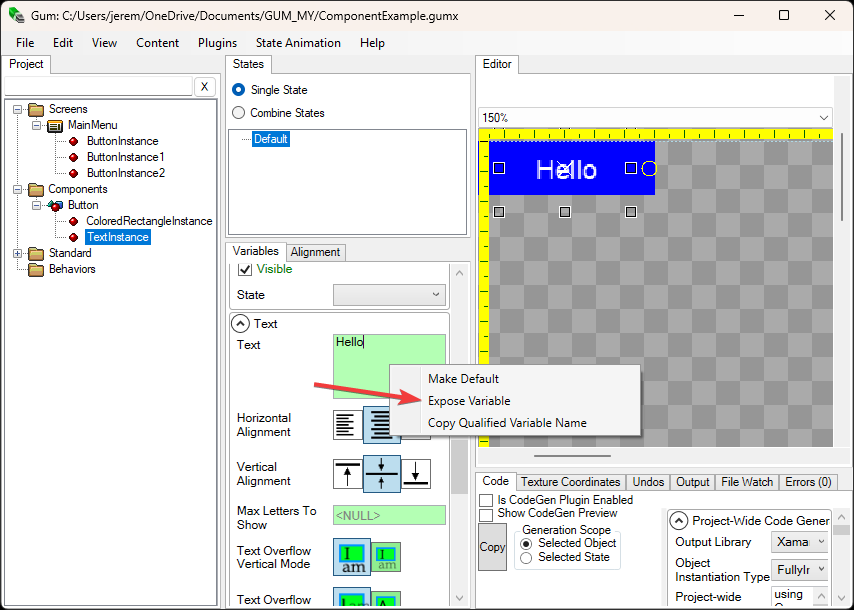 Gum: C:/Users/jerem/OneDrive/Documents/GUM_MY/ComponentExample.gumx
File Edit View Content Plugins State Animation Help
Project
X
Screens
MainMenu
ButtonInstance
ButtonInstance1
ButtonInstance2
Components
Button
ColoredRectangleInstance
TextInstance
Standard
Behaviors
States
Single State
Combine States
Default
Variables Alignment
Visible
State
Text
Text
Hello
Make Default
Expose Variable
Copy Qualified Variable Name
Horizontal
Alignment
Vertical
Alignment
Max Letters To
Show
<NULL>
Text Overflow
Vertical Mode
I
am
I
am
Text Overflow
Editor
150%
Hello
Code Texture Coordinates Undos Output File Watch Errors (0)
Is CodeGen Plugin Enabled
Show CodeGen Preview
Copy
Generation Scope
Selected Object
Selected State
Project-Wide Code Gener
Output Library
Xama
Object
Instantiation Type
FullyIr
Project-wide
using